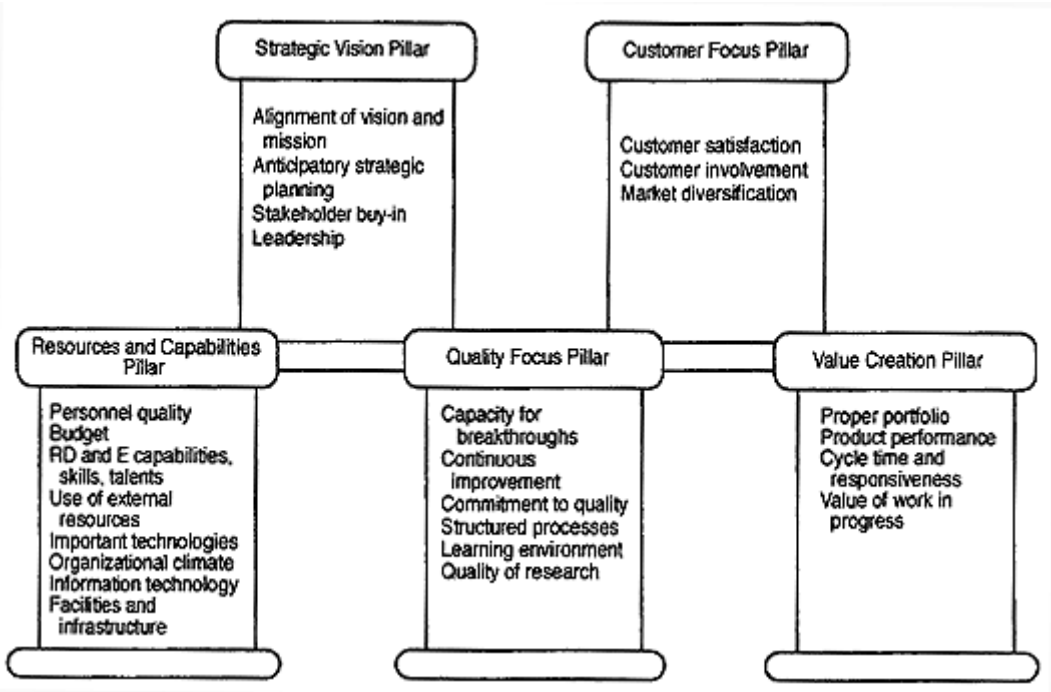 Strategic Vision Pillar
Alignment of vision and
mission
Anticipatory strategic
planning
Stakeholder buy-in
Leadership
Customer Focus Pillar
Customer satisfaction
Customer involvement
Market diversification
Resources and Capabilities
Pillar
Personnel quality
Budget
RD and E capabilities,
skills, talents
Use of external
resources
Important technologies
Organizational climate
Information technology
Facilities and
infrastructure
Quality Focus Pillar
Capacity for
breakthroughs
Continuous
improvement
Commitment to quality
Structured processes
Learning environment
Quality of research
Value Creation Pillar
Proper portfolio
Product performance
Cycle time and
responsiveness
Value of work in
progress